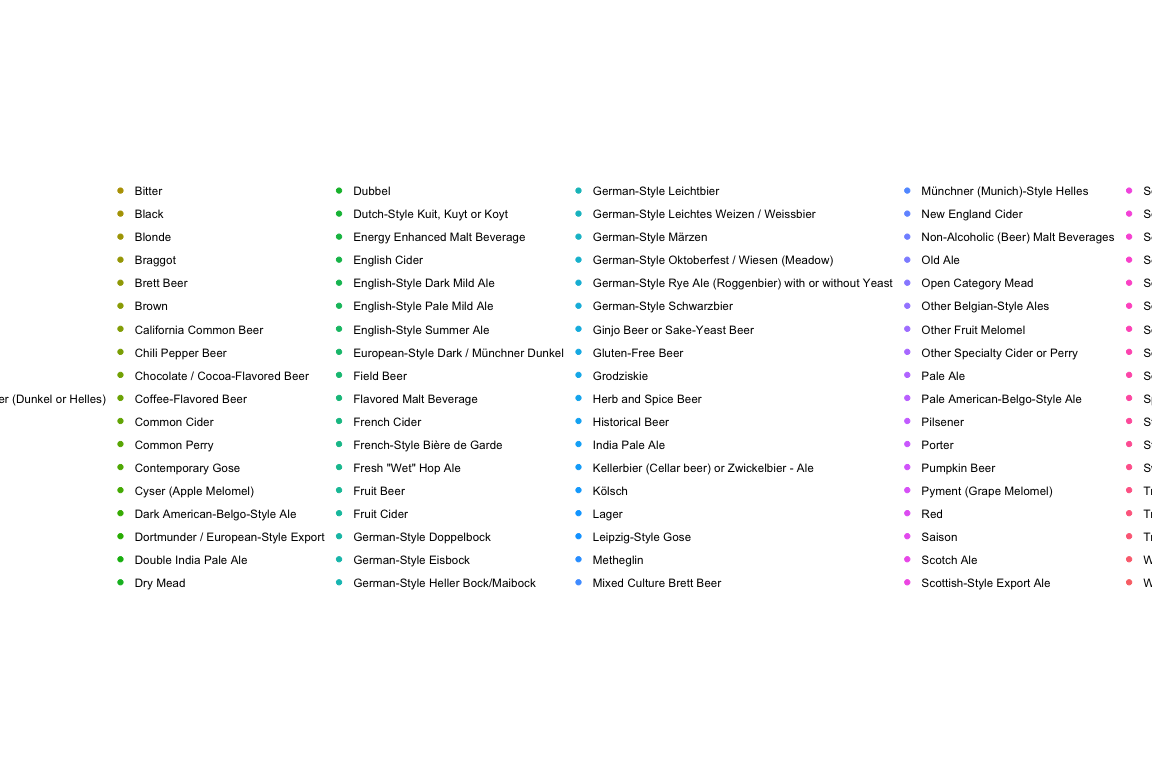 er (Dunkel or Helles)
Bitter
Black
Blonde
Braggot
Brett Beer
Brown
California Common Beer
Chili Pepper Beer
Chocolate / Cocoa-Flavored Beer
Coffee-Flavored Beer
Common Cider
Common Perry
Contemporary Gose
Cyser (Apple Melomel)
Dark American-Belgo-Style Ale
Dortmunder / European-Style Export
Double India Pale Ale
Dry Mead
Dubbel
Dutch-Style Kuit, Kuyt or Koyt
Energy Enhanced Malt Beverage
English Cider
English-Style Dark Mild Ale
English-Style Pale Mild Ale
English-Style Summer Ale
European-Style Dark / Münchner Dunkel
Field Beer
Flavored Malt Beverage
French Cider
French-Style Bière de Garde
Fresh "Wet" Hop Ale
Fruit Beer
Fruit Cider
German-Style Doppelbock
German-Style Eisbock
German-Style Heller Bock/Maibock
German-Style Leichtbier
German-Style Leichtes Weizen / Weissbier
German-Style Märzen
German-Style Oktoberfest / Wiesen (Meadow)
German-Style Rye Ale (Roggenbier) with or without Yeast
German-Style Schwarzbier
Ginjo Beer or Sake-Yeast Beer
Gluten-Free Beer
Grodziskie
Herb and Spice Beer
Historical Beer
India Pale Ale
Kellerbier (Cellar beer) or Zwickelbier - Ale
Kölsch
Lager
Leipzig-Style Gose
Metheglin
Mixed Culture Brett Beer
Münchner (Munich)-Style Helles
New England Cider
Non-Alcoholic (Beer) Malt Beverages
Old Ale
Open Category Mead
Other Belgian-Style Ales
Other Fruit Melomel
Other Specialty Cider or Perry
Pale Ale
Pale American-Belgo-Style Ale
Pilsener
Porter
Pumpkin Beer
Pyment (Grape Melomel)
Red
Saison
Scotch Ale
Scottish-Style Export Ale